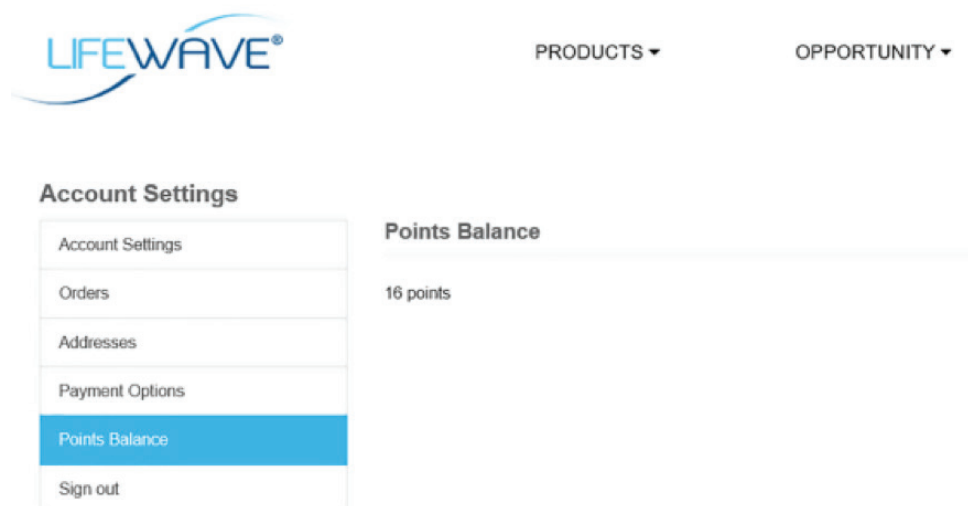 LIFEWAVE®
PRODUCTS
OPPORTUNITY
Account Settings
Account Settings
Orders
Addresses
Payment Options
Points Balance
Sign out
Points Balance
16 points